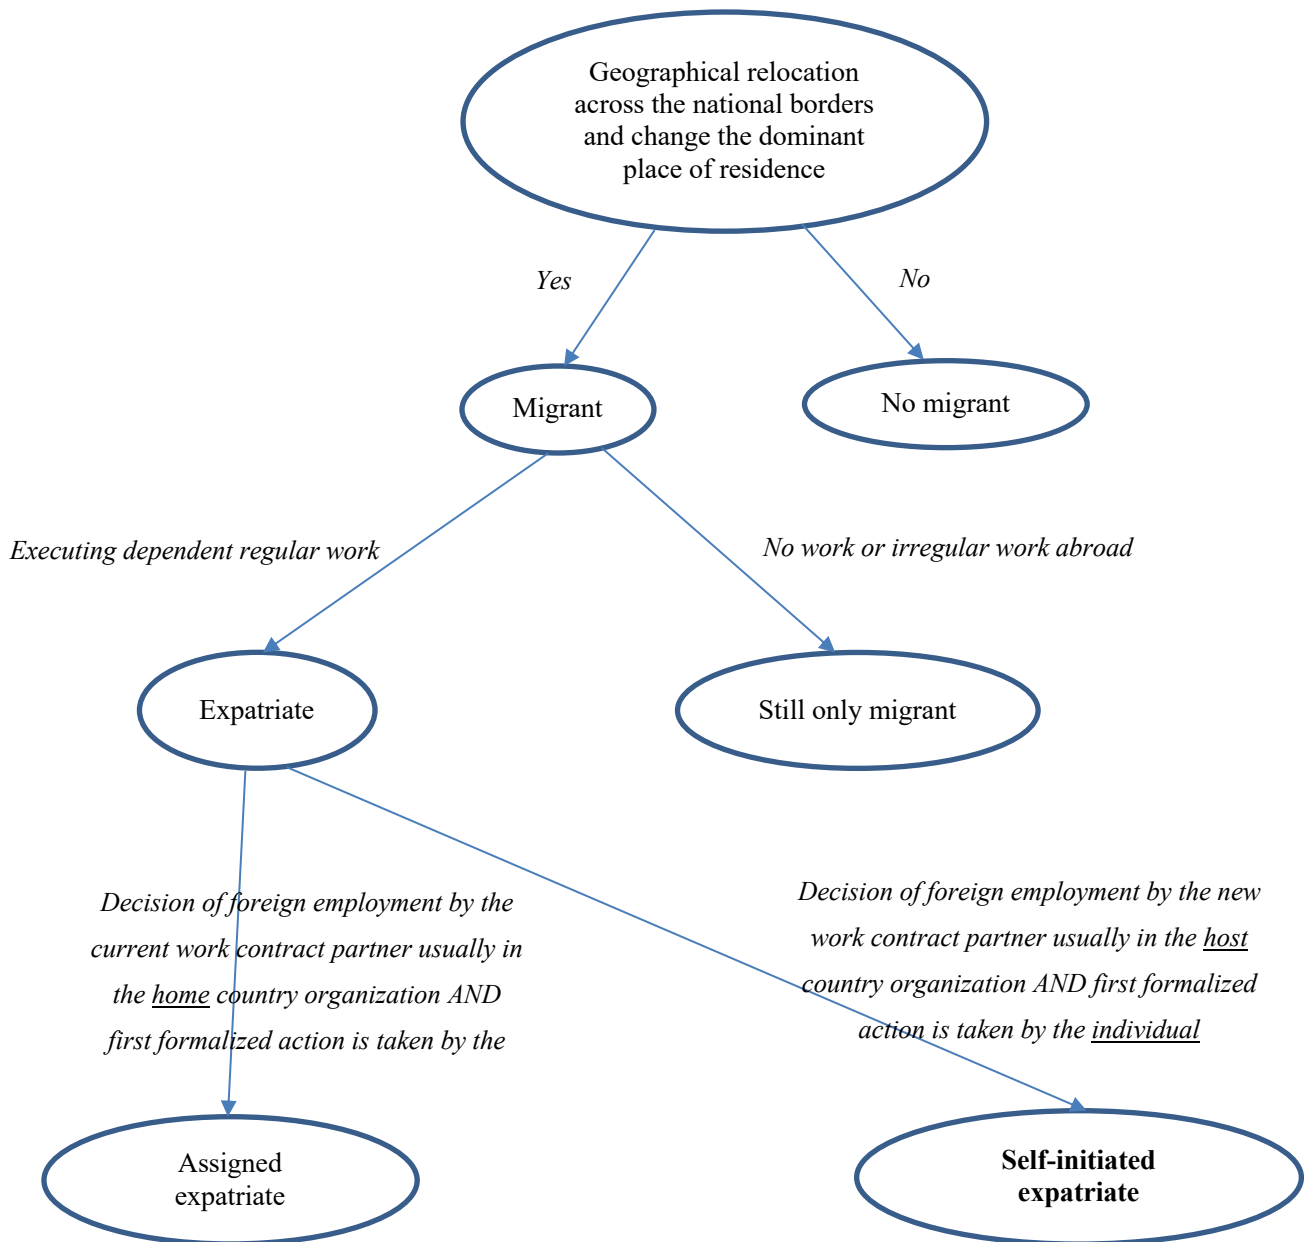 Geographical relocation
across the national borders
and change the dominant
place of residence
Yes
No
Migrant
No migrant
Executing dependent regular work
No work or irregular work abroad
Expatriate
Still only migrant
Decision of foreign employment by the
current work contract partner usually in
the home country organization AND
first formalized action is taken by the
Decision of foreign employment by the new
work contract partner usually in the host
country organization AND first formalized
action is taken by the individual
Assigned
expatriate
Self-initiated
expatriate